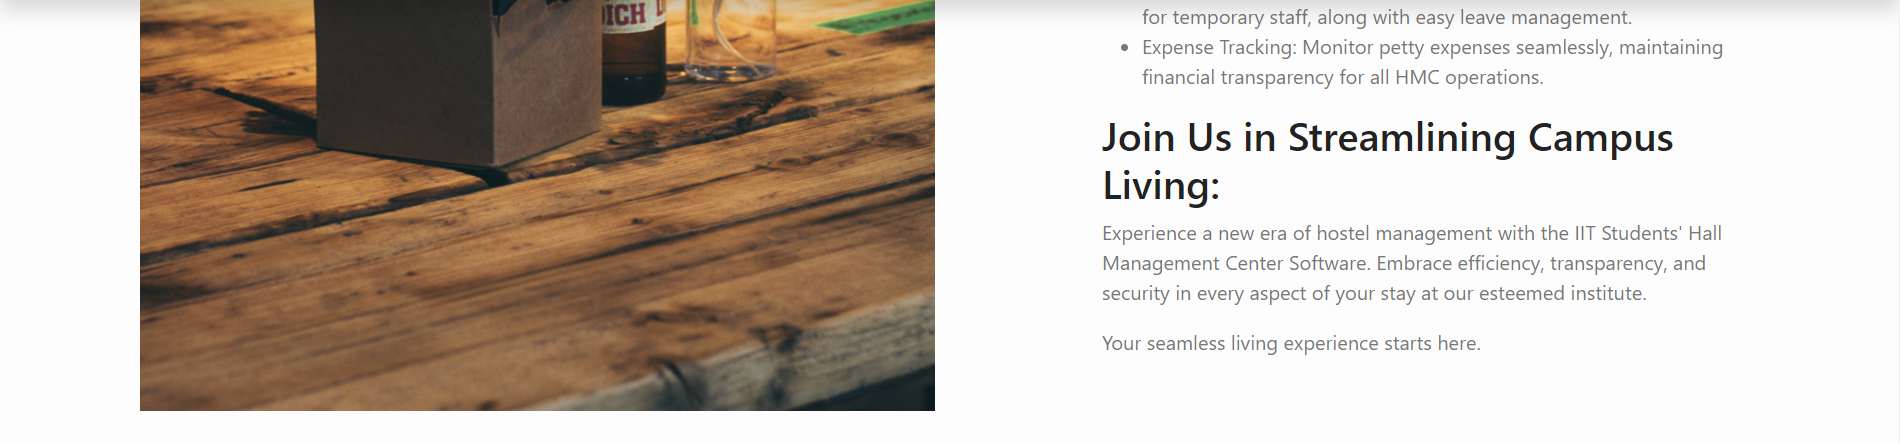 DICH
for temporary staff, along with easy leave management.
• Expense Tracking: Monitor petty expenses seamlessly, maintaining
financial transparency for all HMC operations.
Join Us in Streamlining Campus
Living:
Experience a new era of hostel management with the IIT Students' Hall
Management Center Software. Embrace efficiency, transparency, and
security in every aspect of your stay at our esteemed institute.
Your seamless living experience starts here.